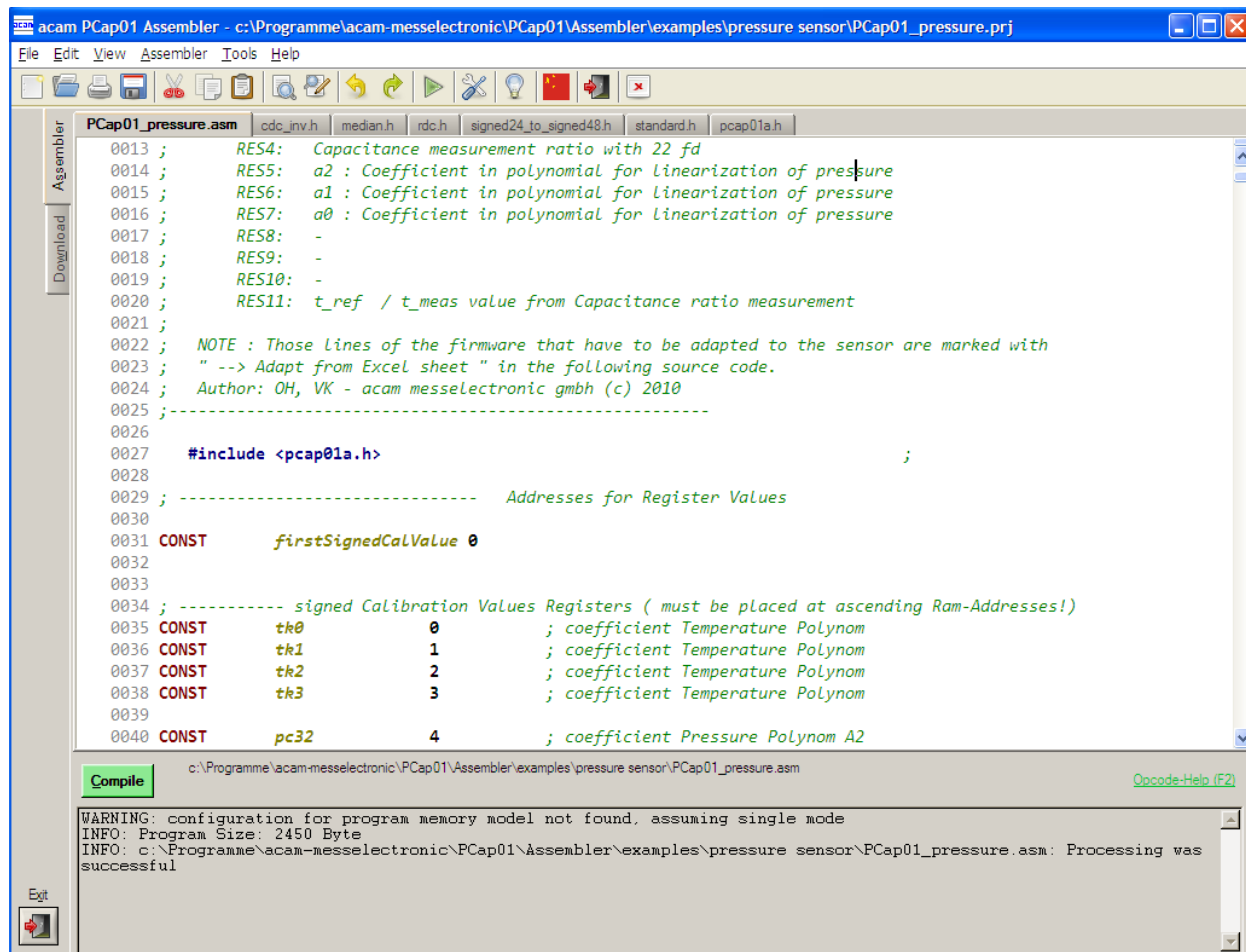 acam acam PCap01 Assembler - c:\Programme\acam-messelectronic\PCap01\Assembler\examples\pressure sensor\PCap01_pressure.prj
File Edit View Assembler Tools Help
Assembler
Download
PCap01_pressure.asm cdc_inv.h median.h rdc.h signed24_to_signed48.h standard.h pcap01a.h
0013 ; RES4: Capacitance measurement ratio with 22 fd
0014 ; RES5: a2 : Coefficient in polynomial for linearization of pressure
0015 ; RES6: a1 : Coefficient in polynomial for linearization of pressure
0016 ; RES7: a0 : Coefficient in polynomial for linearization of pressure
0017 ; RES8: -
0018 ; RES9: -
0019 ; RES10: -
0020 ; RES11: t_ref / t_meas value from Capacitance ratio measurement
0021 ;
0022 ; NOTE : Those lines of the firmware that have to be adapted to the sensor are marked with
0023 ; " --> Adapt from Excel sheet " in the following source code.
0024 ; Author: OH, VK - acam messelectronic gmbh (c) 2010
0025 ;--------------------------------------------------------
0026
0027 #include <pcap01a.h> ;
0028
0029 ; ------------------------------- Addresses for Register Values
0030
0031 CONST firstSignedCalValue 0
0032
0033
0034 ; ----------- signed Calibration Values Registers ( must be placed at ascending Ram-Addresses!)
0035 CONST tk0 0 ; coefficient Temperature Polynom
0036 CONST tk1 1 ; coefficient Temperature Polynom
0037 CONST tk2 2 ; coefficient Temperature Polynom
0038 CONST tk3 3 ; coefficient Temperature Polynom
0039
0040 CONST pc32 4 ; coefficient Pressure Polynom A2
Compile c:\Programme\acam-messelectronic\PCap01\Assembler\examples\pressure sensor\PCap01_pressure.asm
Opcode-Help (F2)
WARNING: configuration for program memory model not found, assuming single mode
INFO: Program Size: 2450 Byte
INFO: c:\Programme\acam-messelectronic\PCap01\Assembler\examples\pressure sensor\PCap01_pressure.asm: Processing was
successful
Exit